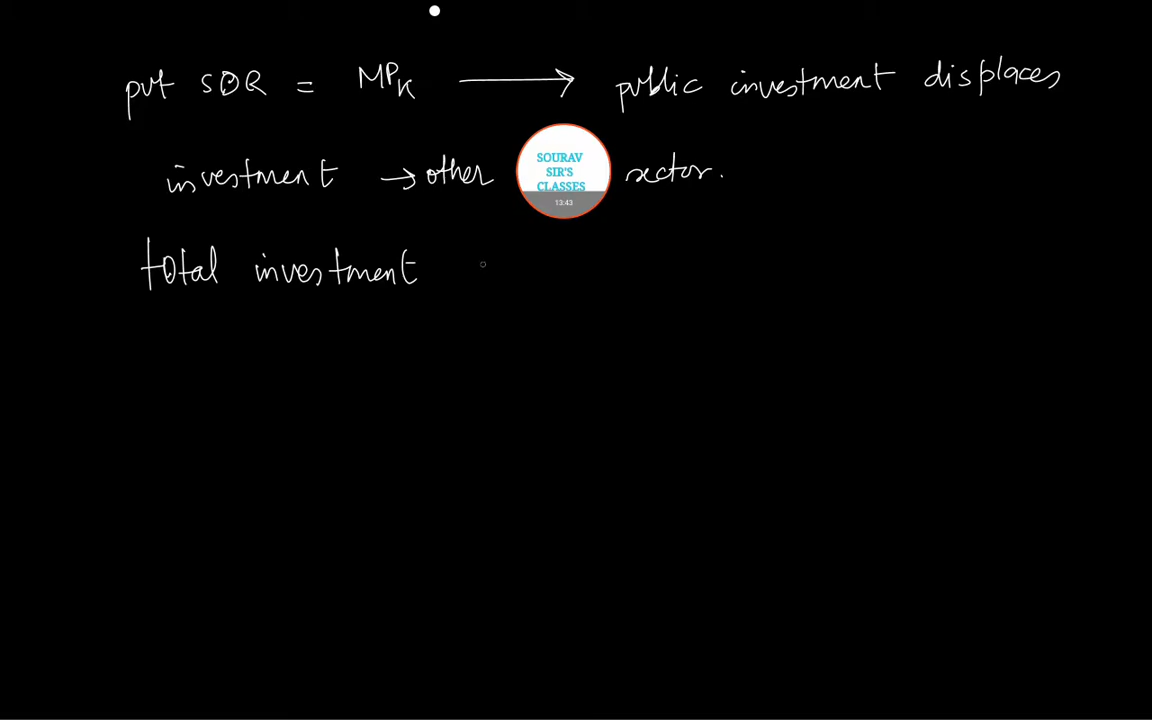 put SDR = MPK → public investment displaces
investment → other sector.
SOURAV
SIR'S
CLASSES
13:43
total investment